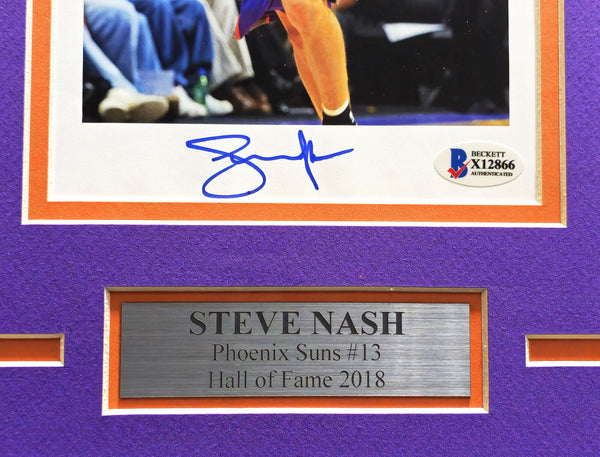 BECKETT
X12866
AUTHENTICATED
STEVE NASH
Phoenix Suns #13
Hall of Fame 2018